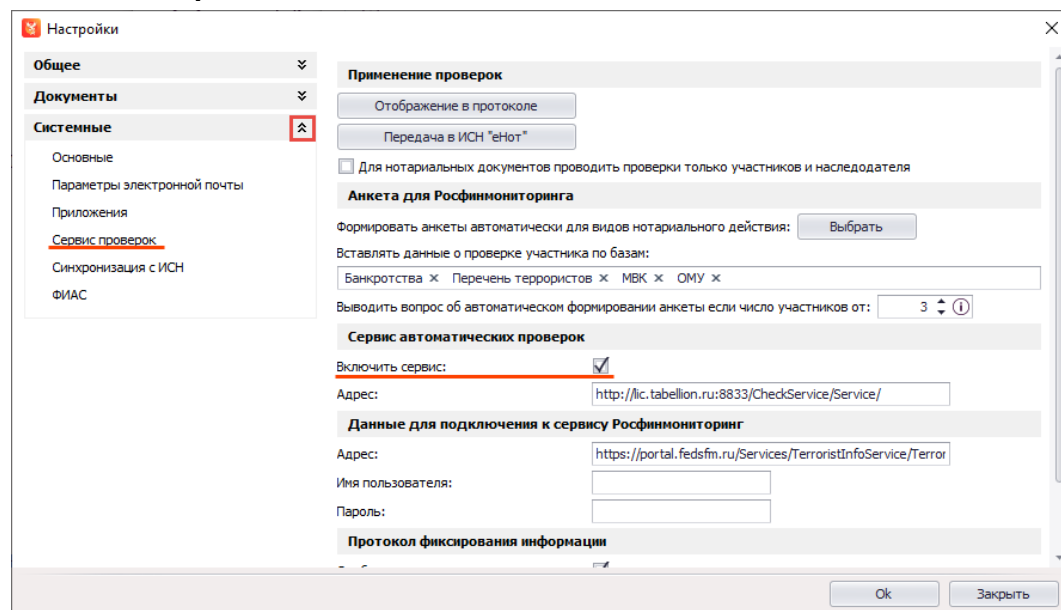 Настройки
Общее
Документы
Системные
Основные
Параметры электронной почты
Приложения
Сервис проверок
Синхронизация с ИСН
ФИАС
Применение проверок
Отображение в протоколе
Передача в ИСН "еНот"
Для нотариальных документов проводить проверки только участников и наследодателя
Анкета для Росфинмониторинга
Формировать анкеты автоматически для видов нотариального действия: Выбрать
Вставлять данные о проверке участника по базам:
Банкротства × Перечень террористов × МВК × ОМУ ×
Выводить вопрос об автоматическом формировании анкеты если число участников от: 3
Сервис автоматических проверок
Включить сервис:
Адрес: http://lic.tabellion.ru:8833/CheckService/Service/
Данные для подключения к сервису Росфинмониторинг
Адрес: https://portal.fedsfm.ru/Services/TerroristInfoService/Terror
Имя пользователя:
Пароль:
Протокол фиксирования информации
Ok Закрыть